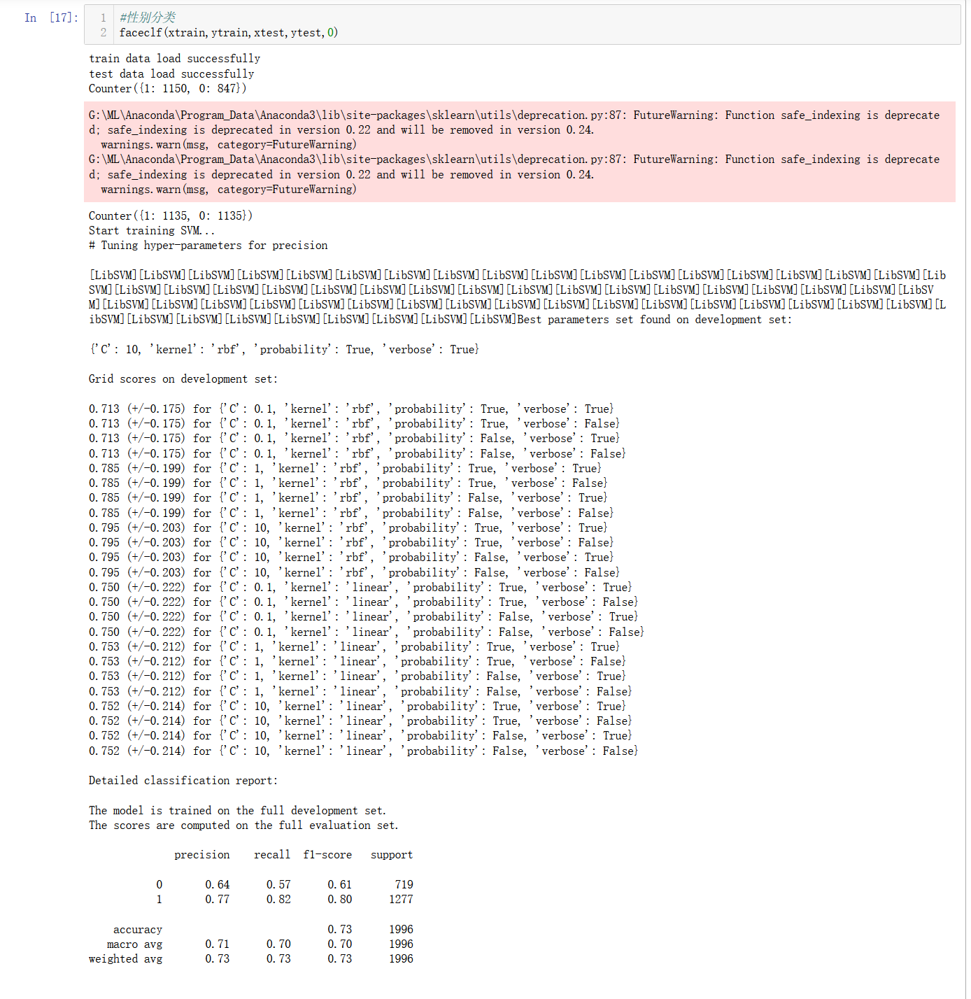 In [17]:
1 #性别分类
2 faceclf(xtrain,ytrain,xtest,ytest,0)
train data load successfully
test data load successfully
Counter({1: 1150, 0: 847})
G:\ML\Anaconda\Program_Data\Anaconda3\lib\site-packages\sklearn\utils\deprecation.py:87: FutureWarning: Function safe_indexing is deprecate
d; safe_indexing is deprecated in version 0.22 and will be removed in version 0.24.
warnings.warn(msg, category=FutureWarning)
G:\ML\Anaconda\Program_Data\Anaconda3\lib\site-packages\sklearn\utils\deprecation.py:87: FutureWarning: Function safe_indexing is deprecate
d; safe_indexing is deprecated in version 0.22 and will be removed in version 0.24.
warnings.warn(msg, category=FutureWarning)
Counter({1: 1135, 0: 1135})
Start training SVM...
# Tuning hyper-parameters for precision
[LibSVM][LibSVM][LibSVM][LibSVM][LibSVM][LibSVM][LibSVM][LibSVM][LibSVM][LibSVM][LibSVM][LibSVM][LibSVM][LibSVM][LibSVM][LibSVM][LibSVM][Lib
SVM][LibSVM][LibSVM][LibSVM][LibSVM][LibSVM][LibSVM][LibSVM][LibSVM][LibSVM][LibSVM][LibSVM][LibSVM][LibSVM][LibSVM][LibSVM][LibSV
M][LibSVM][LibSVM][LibSVM][LibSVM][LibSVM][LibSVM][LibSVM][LibSVM][LibSVM][LibSVM][LibSVM][LibSVM][LibSVM][LibSVM][LibSVM][LibSVM][LibSVM][L
ibSVM][LibSVM][LibSVM][LibSVM][LibSVM][LibSVM][LibSVM][LibSVM][LibSVM]Best parameters set found on development set:
{'C': 10, 'kernel': 'rbf', 'probability': True, 'verbose': True}
Grid scores on development set:
0.713 (+/-0.175) for {'C': 0.1, 'kernel': 'rbf', 'probability': True, 'verbose': True}
0.713 (+/-0.175) for {'C': 0.1, 'kernel': 'rbf', 'probability': True, 'verbose': False}
0.713 (+/-0.175) for {'C': 0.1, 'kernel': 'rbf', 'probability': False, 'verbose': True}
0.713 (+/-0.175) for {'C': 0.1, 'kernel': 'rbf', 'probability': False, 'verbose': False}
0.785 (+/-0.199) for {'C': 1, 'kernel': 'rbf', 'probability': True, 'verbose': True}
0.785 (+/-0.199) for {'C': 1, 'kernel': 'rbf', 'probability': True, 'verbose': False}
0.785 (+/-0.199) for {'C': 1, 'kernel': 'rbf', 'probability': False, 'verbose': True}
0.785 (+/-0.199) for {'C': 1, 'kernel': 'rbf', 'probability': False, 'verbose': False}
0.795 (+/-0.203) for {'C': 10, 'kernel': 'rbf', 'probability': True, 'verbose': True}
0.795 (+/-0.203) for {'C': 10, 'kernel': 'rbf', 'probability': True, 'verbose': False}
0.795 (+/-0.203) for {'C': 10, 'kernel': 'rbf', 'probability': False, 'verbose': True}
0.795 (+/-0.203) for {'C': 10, 'kernel': 'rbf', 'probability': False, 'verbose': False}
0.750 (+/-0.222) for {'C': 0.1, 'kernel': 'linear', 'probability': True, 'verbose': True}
0.750 (+/-0.222) for {'C': 0.1, 'kernel': 'linear', 'probability': True, 'verbose': False}
0.750 (+/-0.222) for {'C': 0.1, 'kernel': 'linear', 'probability': False, 'verbose': True}
0.750 (+/-0.222) for {'C': 0.1, 'kernel': 'linear', 'probability': False, 'verbose': False}
0.753 (+/-0.212) for {'C': 1, 'kernel': 'linear', 'probability': True, 'verbose': True}
0.753 (+/-0.212) for {'C': 1, 'kernel': 'linear', 'probability': True, 'verbose': False}
0.753 (+/-0.212) for {'C': 1, 'kernel': 'linear', 'probability': False, 'verbose': True}
0.753 (+/-0.212) for {'C': 1, 'kernel': 'linear', 'probability': False, 'verbose': False}
0.752 (+/-0.214) for {'C': 10, 'kernel': 'linear', 'probability': True, 'verbose': True}
0.752 (+/-0.214) for {'C': 10, 'kernel': 'linear', 'probability': True, 'verbose': False}
0.752 (+/-0.214) for {'C': 10, 'kernel': 'linear', 'probability': False, 'verbose': True}
0.752 (+/-0.214) for {'C': 10, 'kernel': 'linear', 'probability': False, 'verbose': False}
Detailed classification report:
The model is trained on the full development set.
The scores are computed on the full evaluation set.
precision recall f1-score support
0 0.64 0.57 0.61 719
1 0.77 0.82 0.80 1277
accuracy 0.73 1996
macro avg 0.71 0.70 0.70 1996
weighted avg 0.73 0.73 0.73 1996